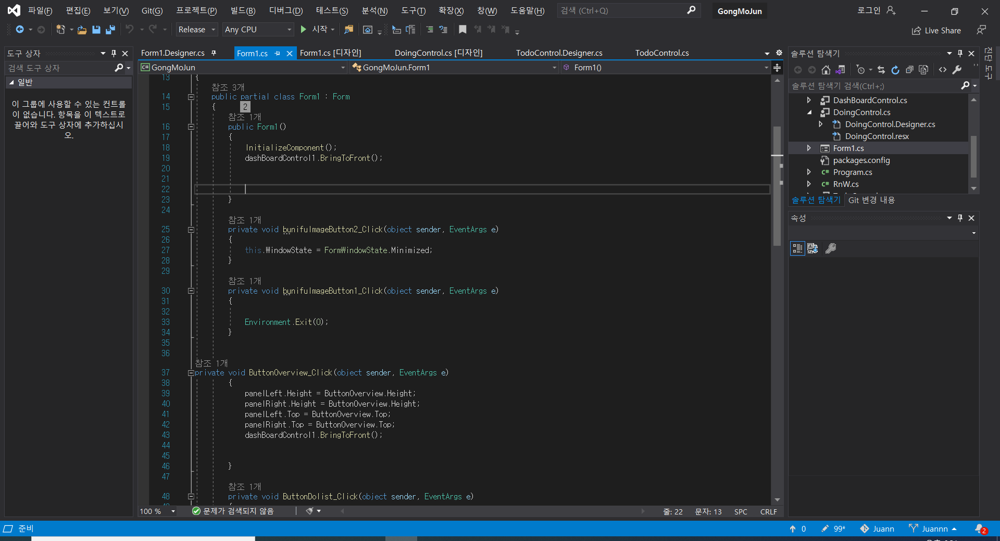 파일(F) 편집(E) 보기(V) Git(G) 프로젝트(P) 빌드(B) 디버그(D) 테스트(S) 분석(N) 도구(T) 확장(X) 창(W) 도움말(H) 검색 (Ctrl+Q) GongMoJun 로그인
Release Any CPU 시작 Live Share
도구 상자
검색 도구 상자
일반
이 그룹에 사용할 수 있는 컨트롤
이 없습니다. 항목을 이 텍스트로
끌어와 도구 상자에 추가하십시
오.
Form1.Designer.cs Form1.cs Form1.cs [디자인] DoingControl.cs [디자인] TodoControl.Designer.cs TodoControl.cs
GongMoJun GongMoJun.Form1 Form1()
13 {
참조 3개
14 public partial class Form1 : Form
15 { 2
참조 1개
16 public Form1()
17 {
18 InitializeComponent();
19 dashBoardControl1.BringToFront();
20
21
22
23 }
24
참조 1개
25 private void bunifuImageButton2_Click(object sender, EventArgs e)
26 {
27 this.WindowState = FormWindowState.Minimized;
28 }
29
참조 1개
30 private void bunifuImageButton1_Click(object sender, EventArgs e)
31 {
32
33 Environment.Exit(0);
34 }
35
36
참조 1개
37 private void ButtonOverview_Click(object sender, EventArgs e)
38 {
39 panelLeft.Height = ButtonOverview.Height;
40 panelRight.Height = ButtonOverview.Height;
41 panelLeft.Top = ButtonOverview.Top;
42 panelRight.Top = ButtonOverview.Top;
43 dashBoardControl1.BringToFront();
44
45
46 }
47
참조 1개
48 private void ButtonDolist_Click(object sender, EventArgs e)
100 % 문제가 검색되지 않음 줄: 22 문자: 13 SPC CRLF
솔루션 탐색기
솔루션 탐색기 검색(Ctrl+;)
DashBoardControl.cs
DoingControl.cs
DoingControl.Designer.cs
DoingControl.resx
Form1.cs
packages.config
C# Program.cs
C# RnW.cs
솔루션 탐색기 Git 변경 내용
속성
진단 도구
준비 0 99* Juann Juannn 2